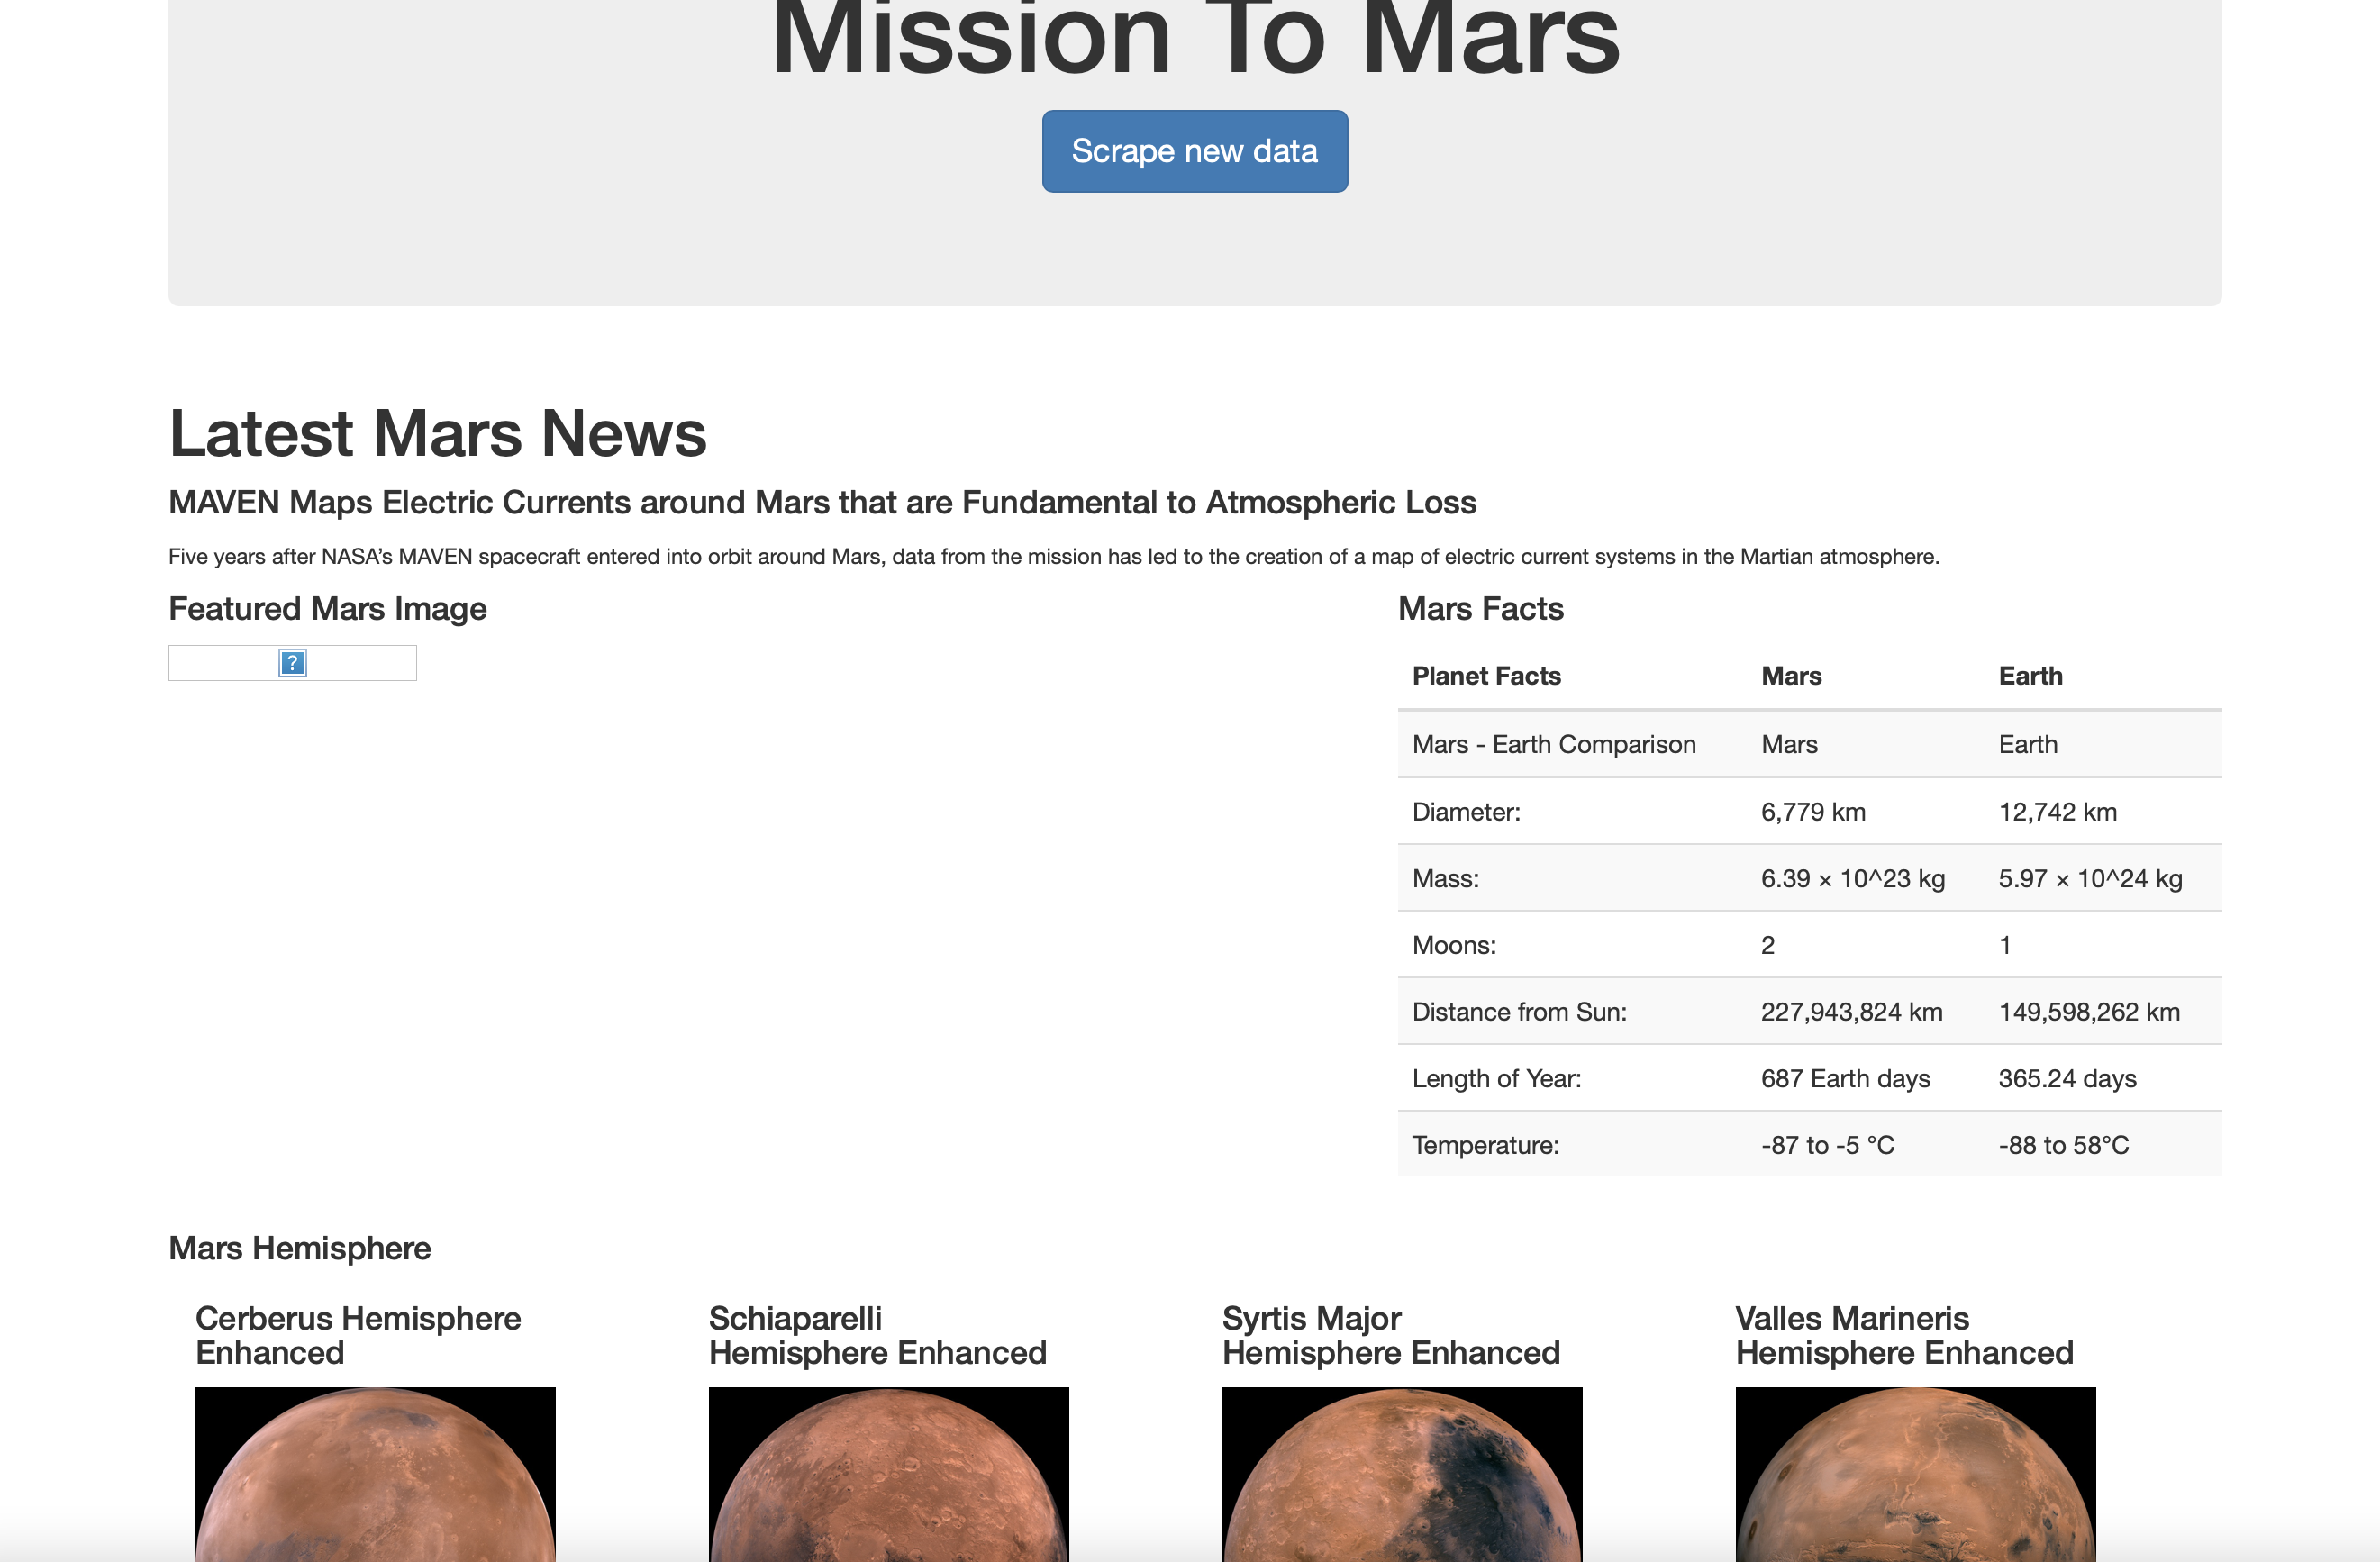 Mission To Mars
Scrape new data
Latest Mars News
MAVEN Maps Electric Currents around Mars that are Fundamental to Atmospheric Loss
Five years after NASA’s MAVEN spacecraft entered into orbit around Mars, data from the mission has led to the creation of a map of electric current systems in the Martian atmosphere.
Featured Mars Image
?
Mars Facts
Planet Facts Mars Earth
Mars - Earth Comparison Mars Earth
Diameter: 6,779 km 12,742 km
Mass: 6.39 × 10^23 kg 5.97 × 10^24 kg
Moons: 2 1
Distance from Sun: 227,943,824 km 149,598,262 km
Length of Year: 687 Earth days 365.24 days
Temperature: -87 to -5 °C -88 to 58°C
Mars Hemisphere
Cerberus Hemisphere
Enhanced
Schiaparelli
Hemisphere Enhanced
Syrtis Major
Hemisphere Enhanced
Valles Marineris
Hemisphere Enhanced